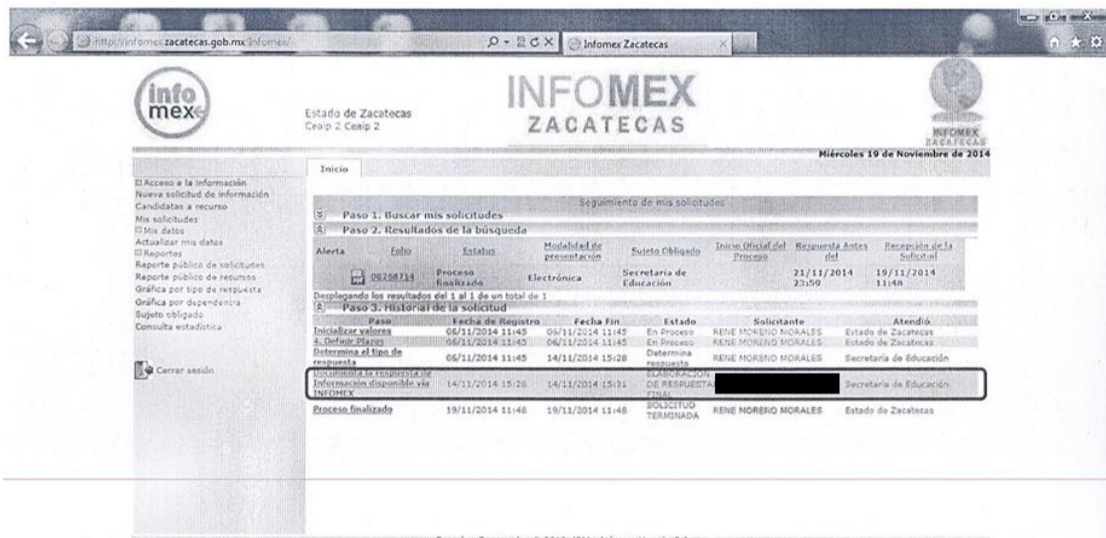 http://infomex.zacatecas.gob.mx/Infomex/
Infomex Zacatecas
info
mex
Estado de Zacatecas
Ceaip 2 Ceaip 2
INFOMEX
ZACATECAS
INFOMEX
ZACATECAS
Miércoles 19 de Noviembre de 2014
Inicio
Acceso a la Información
Nueva solicitud de información
Candidatas a recurso
Mis solicitudes
Mis datos
Actualizar mis datos
Reportes
Reporte público de solicitudes
Reporte público de recursos
Gráfica por tipo de respuesta
Gráfica por dependencia
Sujeto obligado
Consulta estadística
Cerrar sesión
Seguimiento de mis solicitudes
Paso 1. Buscar mis solicitudes
Paso 2. Resultados de la búsqueda
Alerta Folio Estatus Modalidad de presentación Sujeto Obligado Inicio Oficial del Proceso Respuesta Antes del Recepción de la Solicitud
00258714 Proceso finalizado Electrónica Secretaria de Educación 21/11/2014 23:59 19/11/2014 11:48
Desplegando los resultados del 1 al 1 de un total de 1
Paso 3. Historial de la solicitud
Paso Fecha de Registro Fecha Fin Estado Solicitante Atendió
Inicializar valores 06/11/2014 11:45 06/11/2014 11:45 En Proceso RENE MORENO MORALES Estado de Zacatecas
4. Definir Plazos 06/11/2014 11:45 06/11/2014 11:45 En Proceso RENE MORENO MORALES Estado de Zacatecas
Determina el tipo de respuesta 06/11/2014 11:45 14/11/2014 15:28 Determina respuesta RENE MORENO MORALES Secretaria de Educación
Documenta la respuesta de Información disponible vía INFOMEX 14/11/2014 15:28 14/11/2014 15:31 ELABORACION DE RESPUESTA FINAL Secretaria de Educación
Proceso finalizado 19/11/2014 11:48 19/11/2014 11:48 SOLICITUD TERMINADA RENE MORENO MORALES Estado de Zacatecas